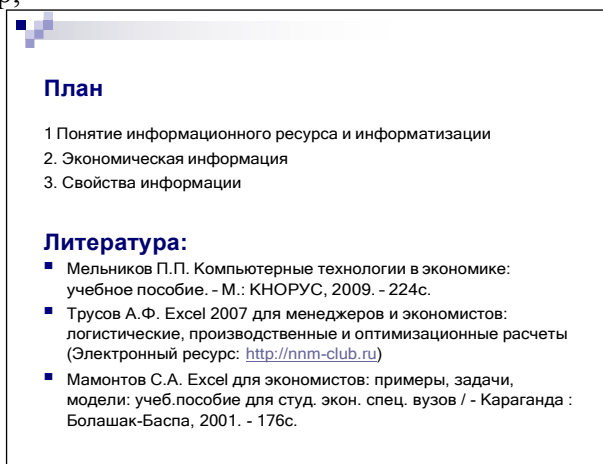 План
1 Понятие информационного ресурса и информатизации
2. Экономическая информация
3. Свойства информации
Литература:
Мельников П.П. Компьютерные технологии в экономике:
учебное пособие. – М.: КНОРУС, 2009. – 224с.
Трусов А.Ф. Excel 2007 для менеджеров и экономистов:
логистические, производственные и оптимизационные расчеты
(Электронный ресурс: http://nnm-club.ru)
Мамонтов С.А. Excel для экономистов: примеры, задачи,
модели: учеб.пособие для студ. экон. спец. вузов / - Караганда :
Болашак-Баспа, 2001. - 176с.